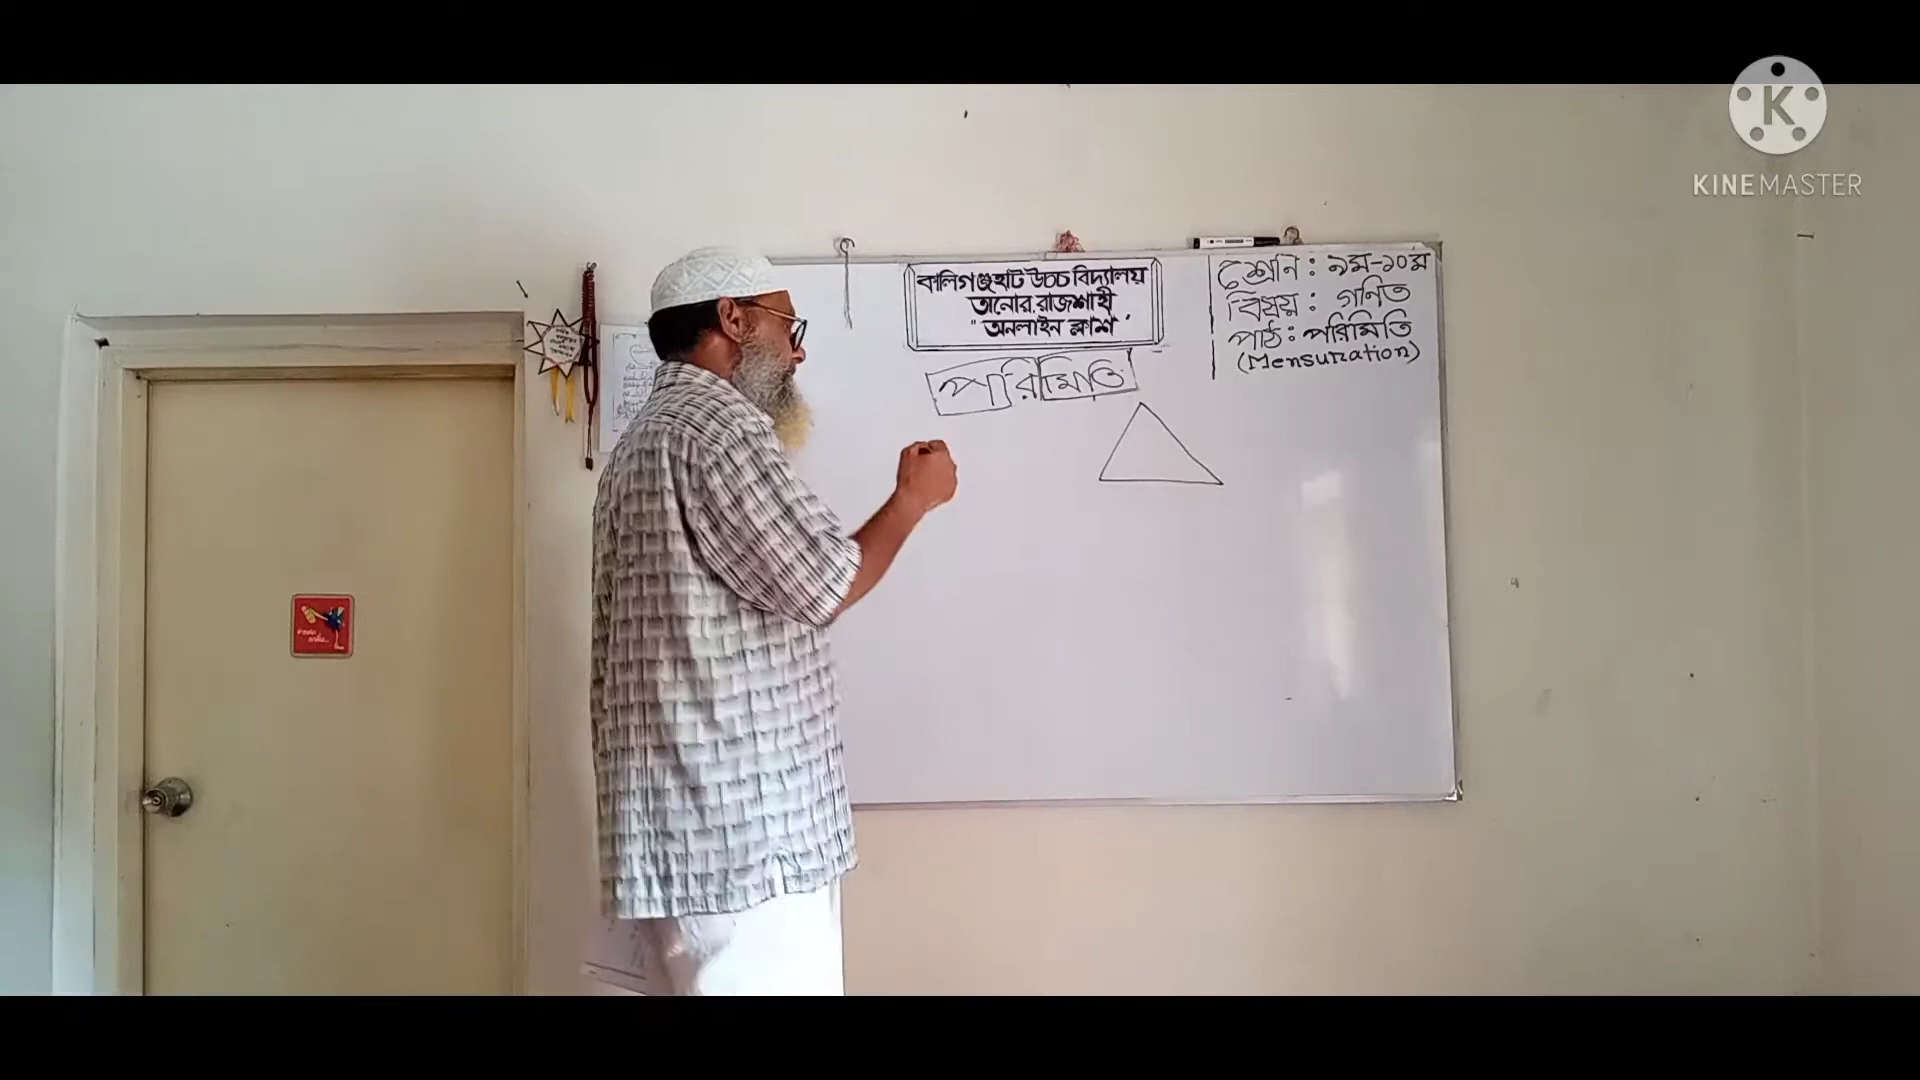 KINEMASTER
কালিগঞ্জহাট উচ্চ বিদ্যালয়
তানোর, রাজশাহী
"অনলাইন ক্লাশ"
শ্রেনি : ৯ম-১০ম
বিষয় : গণিত
পাঠ : পরিমিতি
(Mensuration)
পরিমিতি